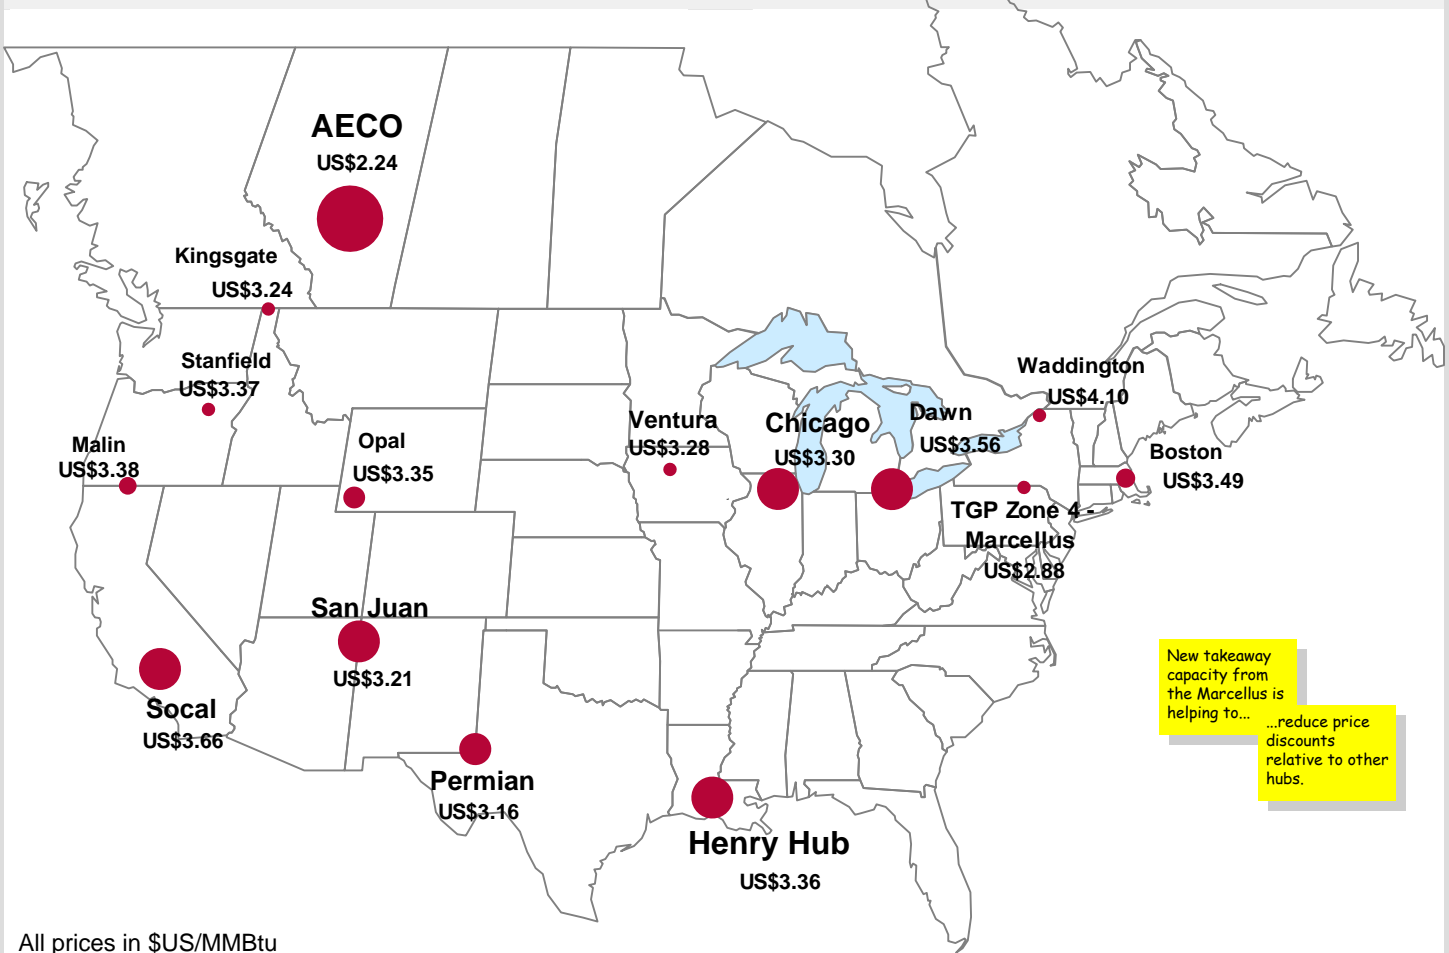 AECO
US$2.24
Kingsgate
US$3.24
Stanfield
US$3.37
Malin
US$3.38
Opal
US$3.35
Ventura
US$3.28
Chicago
US$3.30
Dawn
US$3.56
Waddington
US$4.10
Boston
US$3.49
TGP Zone 4 -
Marcellus
US$2.88
San Juan
US$3.21
Socal
US$3.66
Permian
US$3.16
Henry Hub
US$3.36
New takeaway
capacity from
the Marcellus is
helping to...
...reduce price
discounts
relative to other
hubs.
All prices in $US/MMBtu